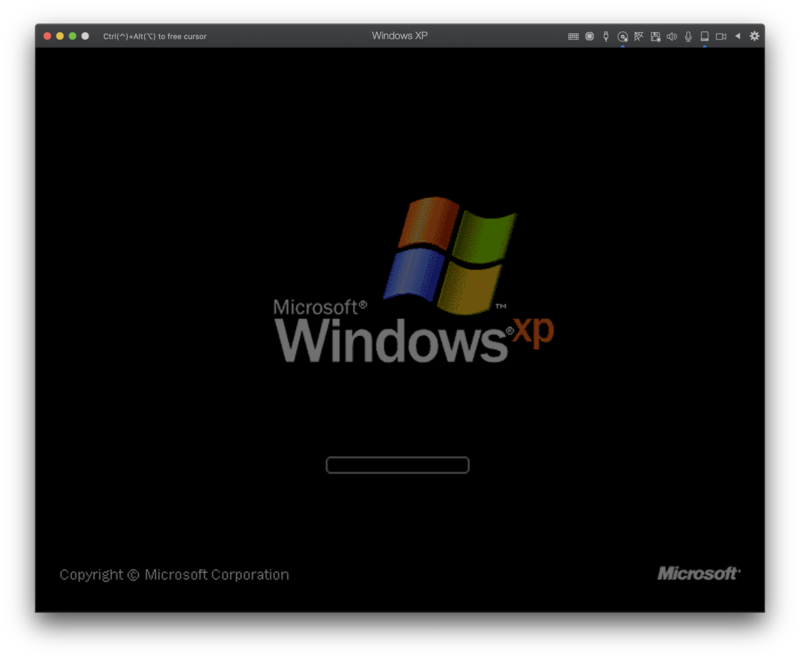 Ctrl(^)+Alt(⌥) to free cursor
Windows XP
Microsoft®
Windows® xp ™
Copyright © Microsoft Corporation
Microsoft